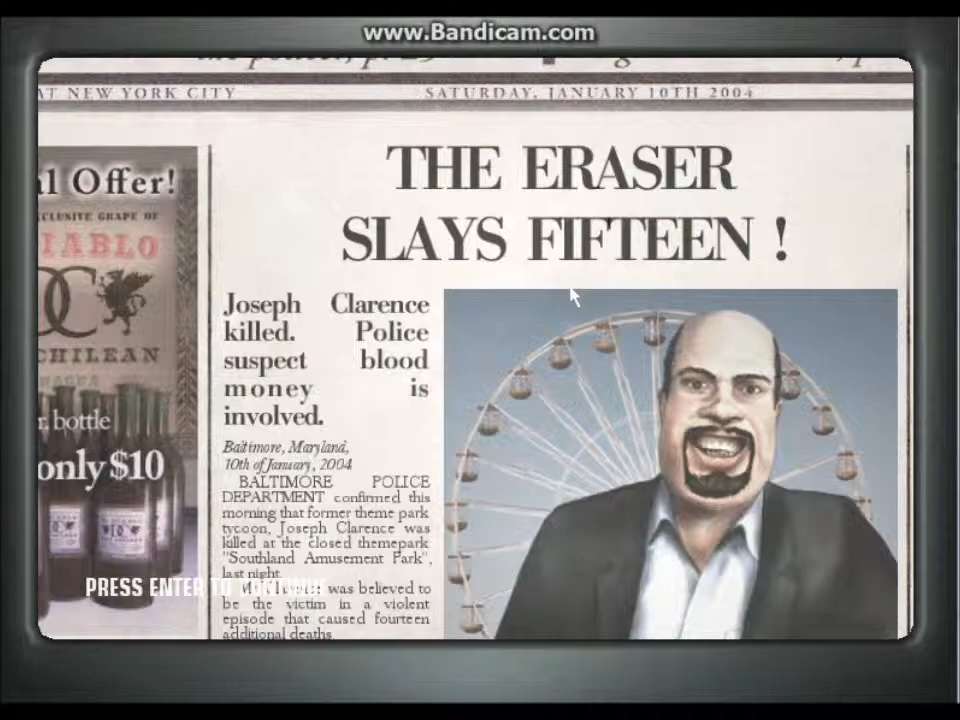 www.Bandicam.com
AT NEW YORK CITY
SATURDAY, JANUARY 10TH 2004
THE ERASER
SLAYS FIFTEEN !
al Offer!
CLUSIVE GRAPE OF
IABLO
CHILEAN
r. bottle
only $10
Joseph Clarence
killed. Police
suspect blood
money is
involved.
Baltimore, Maryland,
10th of January, 2004
BALTIMORE POLICE
DEPARTMENT confirmed this
morning that former theme park
tycoon, Joseph Clarence was
killed at the closed themepark
"Southland Amusement Park",
last night.
was believed to
be the victim in a violent
episode that caused fourteen
additional deaths
PRESS ENTER TO CONTINUE